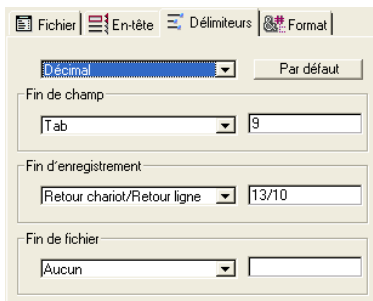 Fichier En-tête Délimiteurs Format
Décimal Par défaut
Fin de champ
Tab 9
Fin d'enregistrement
Retour chariot/Retour ligne 13/10
Fin de fichier
Aucun